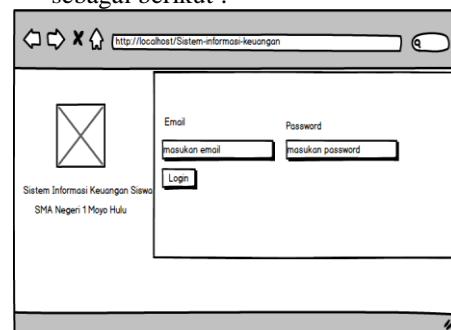 sebagai berikut :
http://localhost/Sistem-informasi-keuangan
Email
Password
masukan email
masukan password
Login
Sistem Informasi Keuangan Siswa
SMA Negeri 1 Moyo Hulu